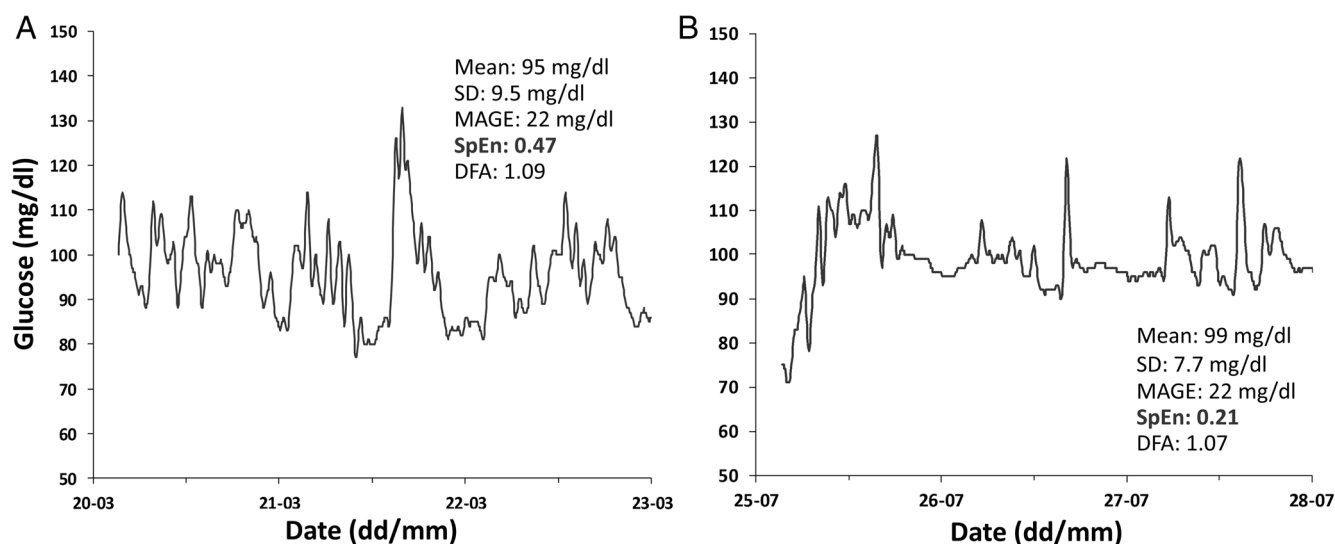 A
150
140
130
120
110
100
90
80
70
60
50
Glucose (mg/dl)
Mean: 95 mg/dl
SD: 9.5 mg/dl
MAGE: 22 mg/dl
SpEn: 0.47
DFA: 1.09
20-03
21-03
22-03
23-03
Date (dd/mm)
B
150
140
130
120
110
100
90
80
70
60
50
Mean: 99 mg/dl
SD: 7.7 mg/dl
MAGE: 22 mg/dl
SpEn: 0.21
DFA: 1.07
25-07
26-07
27-07
28-07
Date (dd/mm)